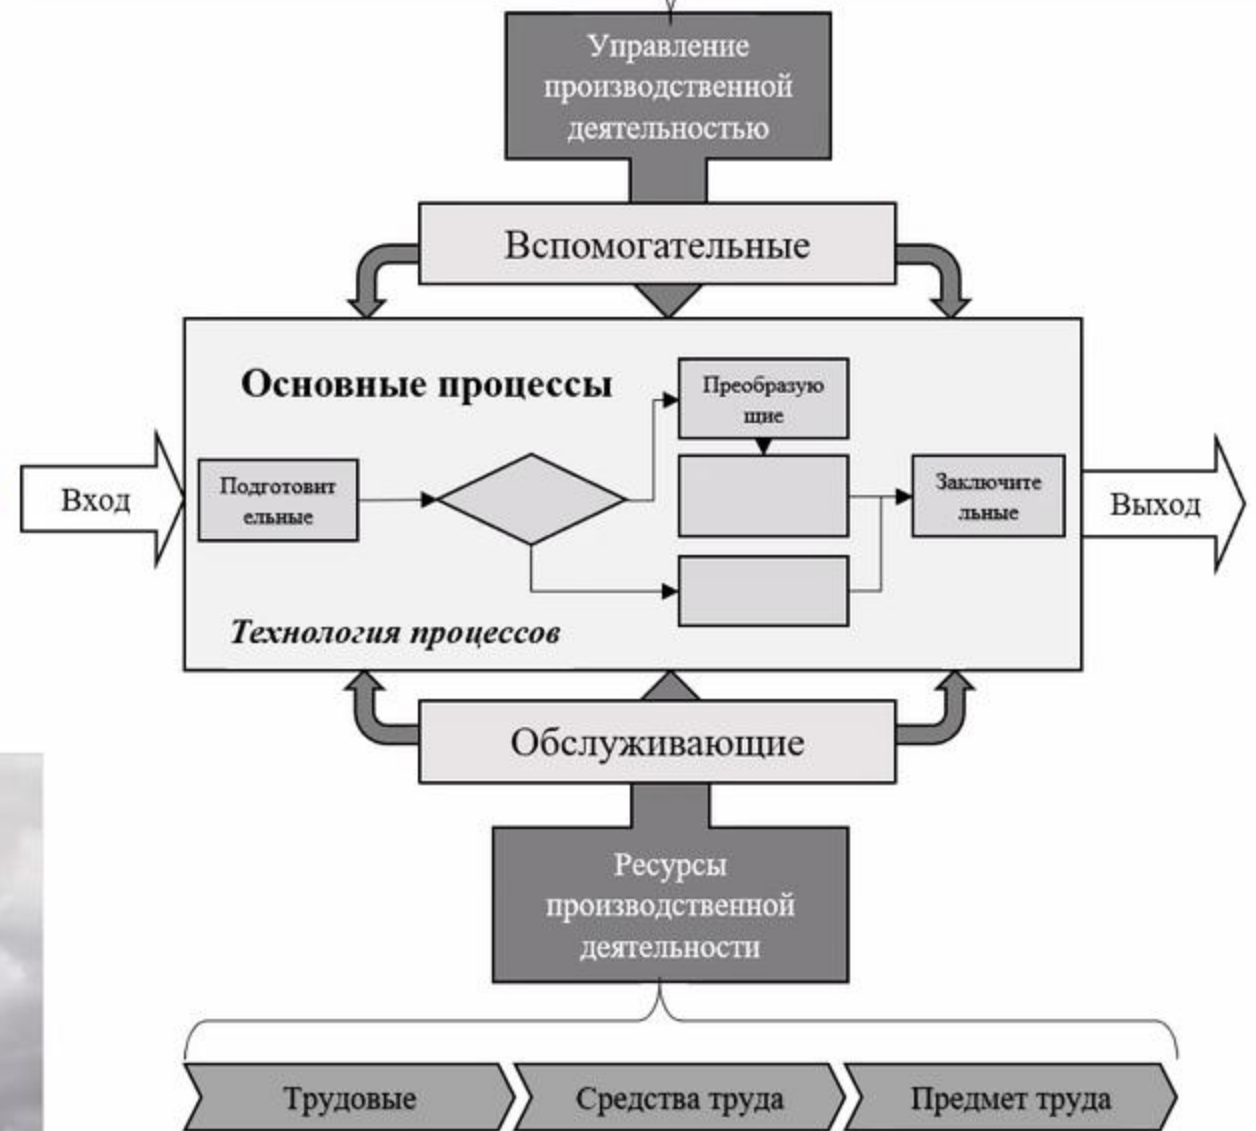 Управление
производственной
деятельностью
Вспомогательные
Основные процессы
Преобразую
щие
Вход
Подготовит
ельные
Заключите
льные
Выход
Технология процессов
Обслуживающие
Ресурсы
производственной
деятельности
Трудовые
Средства труда
Предмет труда